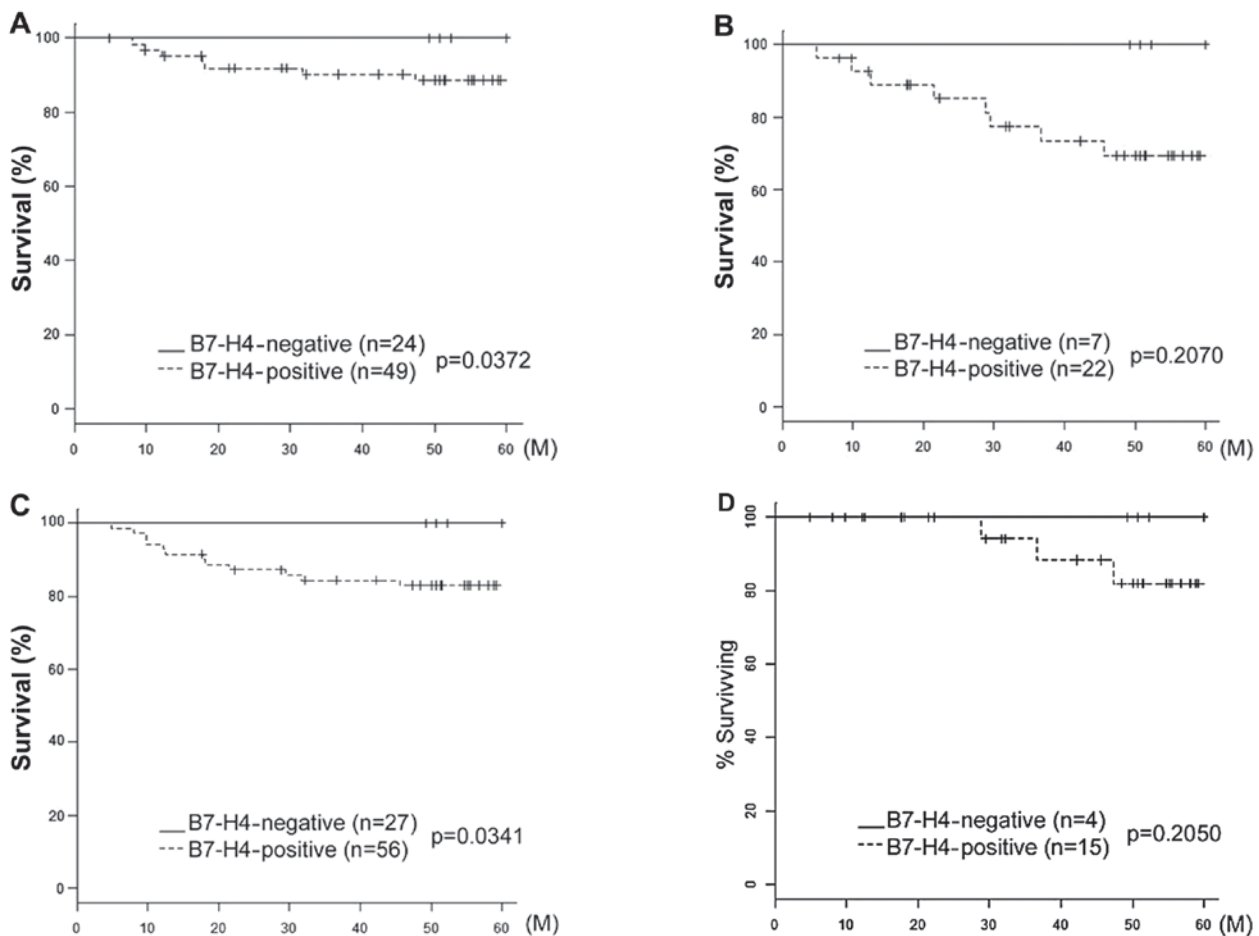 A
100
80
60
40
20
0
Survival (%)
B7-H4-negative (n=24)
B7-H4-positive (n=49)
p=0.0372
0 10 20 30 40 50 60 (M)
B
100
80
60
40
20
0
Survival (%)
B7-H4-negative (n=7)
B7-H4-positive (n=22)
p=0.2070
0 10 20 30 40 50 60 (M)
C
100
80
60
40
20
0
Survival (%)
B7-H4-negative (n=27)
B7-H4-positive (n=56)
p=0.0341
0 10 20 30 40 50 60 (M)
D
100
80
60
40
20
0
% Survivving
B7-H4-negative (n=4)
B7-H4-positive (n=15)
p=0.2050
0 10 20 30 40 50 60 (M)